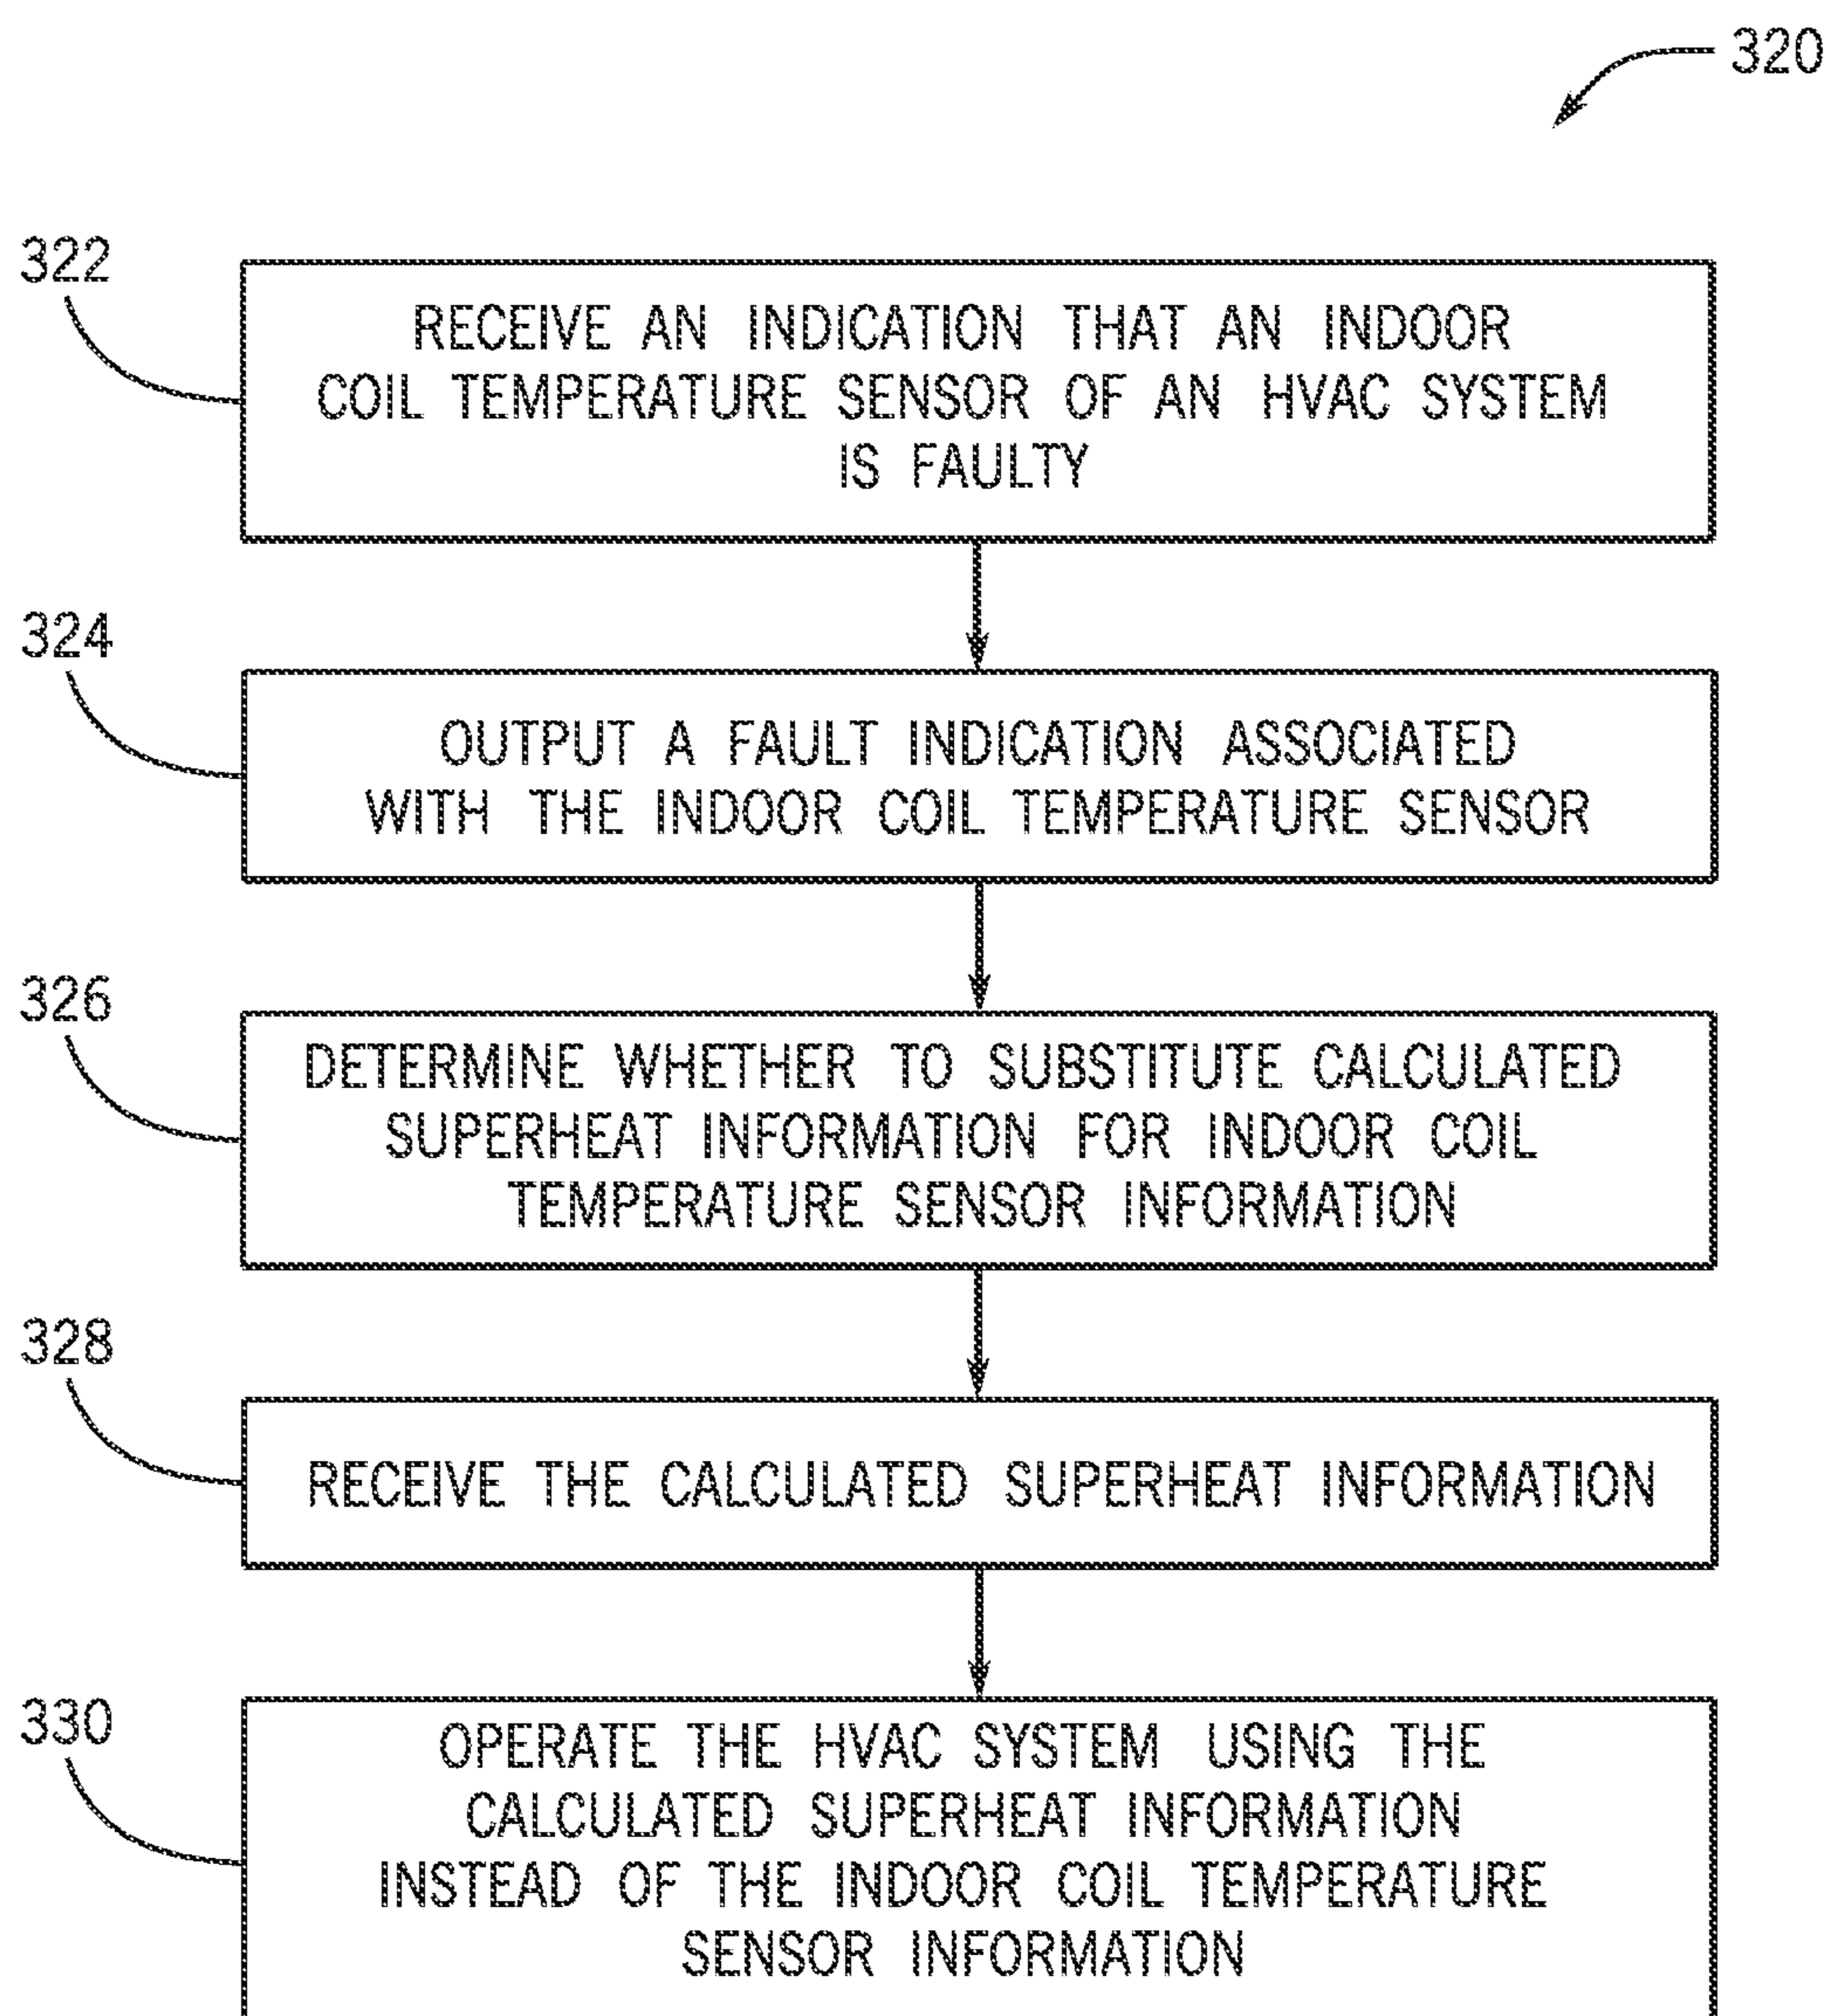 320
322
RECEIVE AN INDICATION THAT AN INDOOR
COIL TEMPERATURE SENSOR OF AN HVAC SYSTEM
IS FAULTY
324
OUTPUT A FAULT INDICATION ASSOCIATED
WITH THE INDOOR COIL TEMPERATURE SENSOR
326
DETERMINE WHETHER TO SUBSTITUTE CALCULATED
SUPERHEAT INFORMATION FOR INDOOR COIL
TEMPERATURE SENSOR INFORMATION
328
RECEIVE THE CALCULATED SUPERHEAT INFORMATION
330
OPERATE THE HVAC SYSTEM USING THE
CALCULATED SUPERHEAT INFORMATION
INSTEAD OF THE INDOOR COIL TEMPERATURE
SENSOR INFORMATION